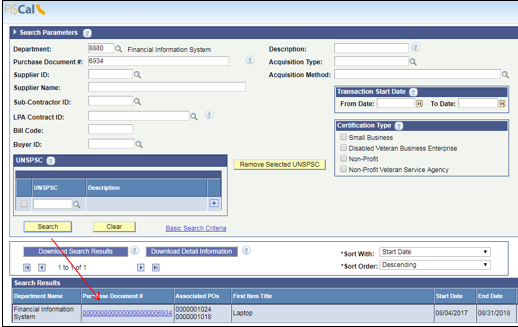 FI$Cal
Search Parameters ?
Department: 8880 Financial Information System Description: ?
Purchase Document #: 6934 ? Acquisition Type:
Supplier ID: Acquisition Method:
Supplier Name:
Sub-Contractor ID: Transaction Start Date ?
LPA Contract ID: ? From Date: To Date:
Bill Code:
Buyer ID: Certification Type ?
Small Business
Disabled Veteran Business Enterprise
Non-Profit
Non-Profit Veteran Service Agency
UNSPSC ? Remove Selected UNSPSC
UNSPSC Description
Search Clear Basic Search Criteria
Download Search Results ? Download Detail Information ? *Sort With: Start Date
1 to 1 of 1 *Sort Order: Descending
Search Results
Department Name Purchase Document # Associated POs First Item Title Start Date End Date
Financial Information System 0000000000000000000000006934 0000001024 0000001018 Laptop 08/04/2017 08/31/2018